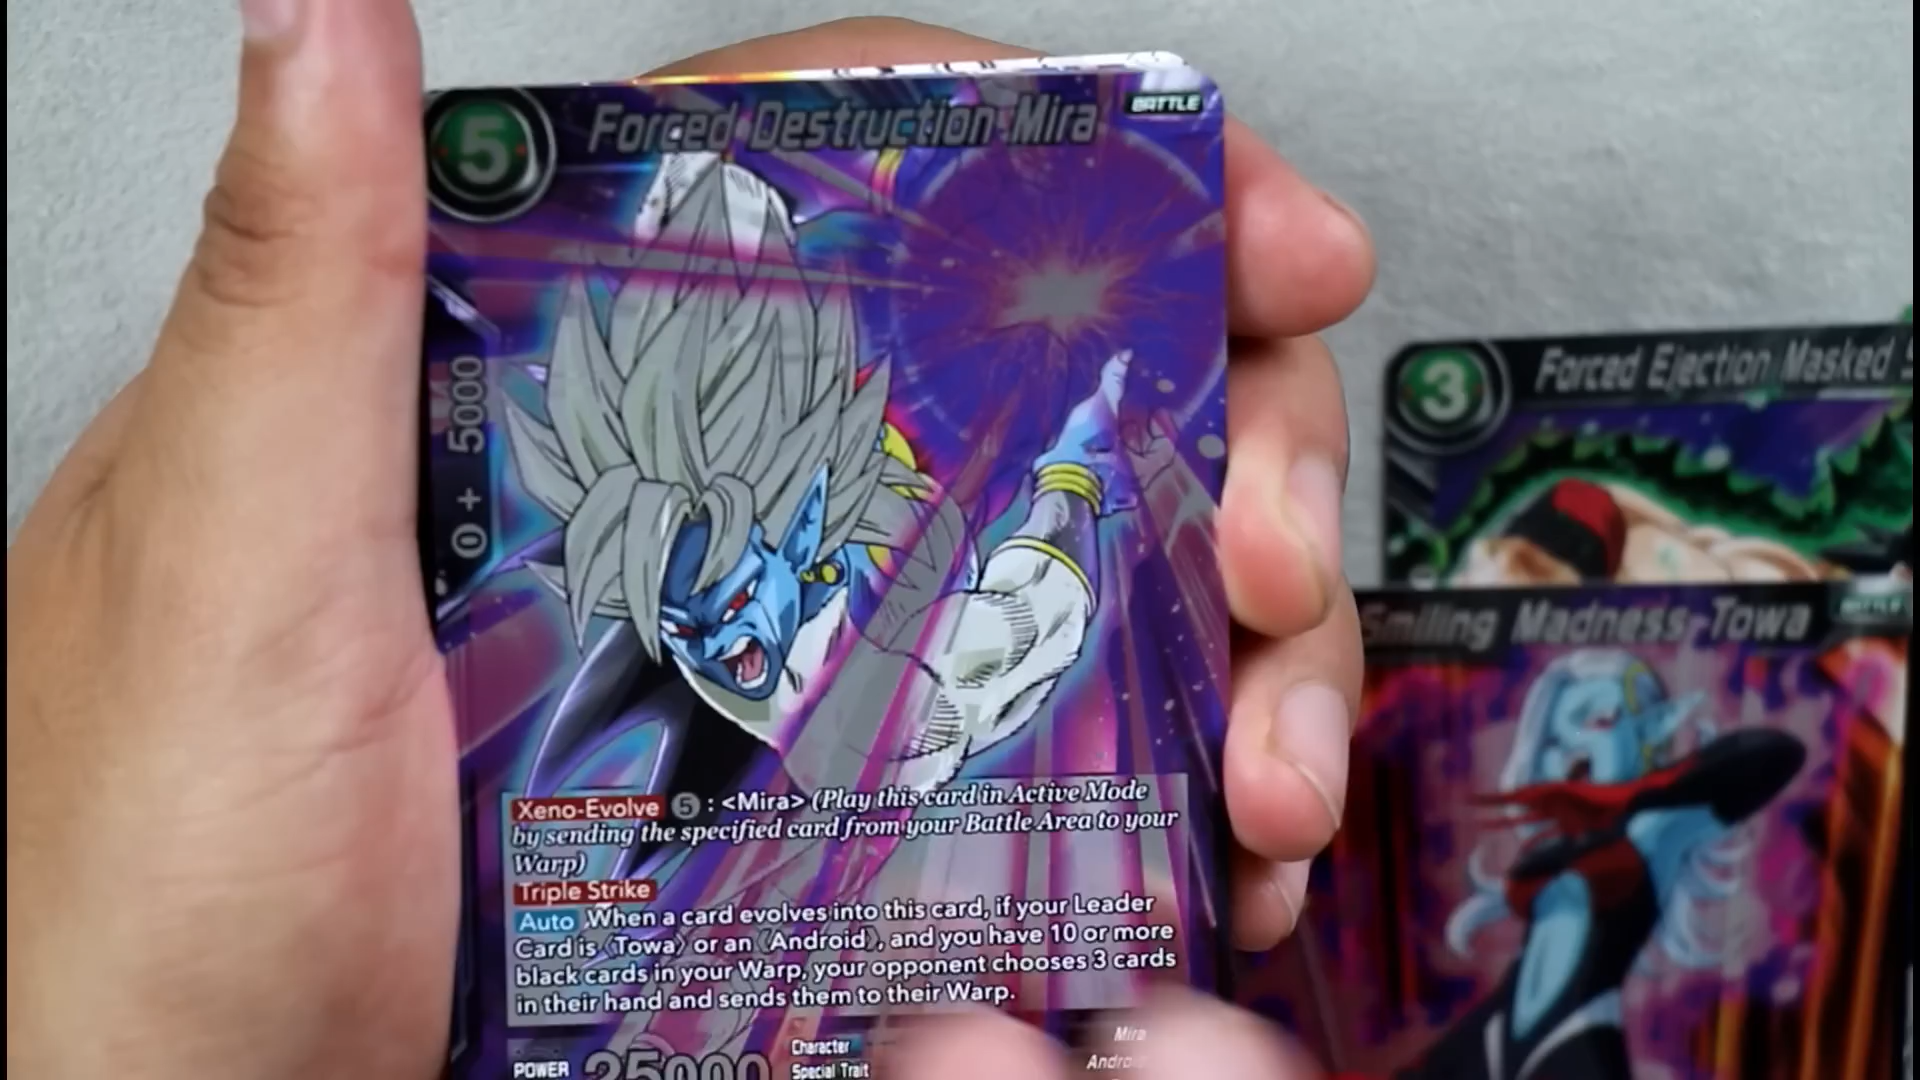 5
Forced Destruction Mira
BATTLE
0 + 5000
Xeno-Evolve 5 : <Mira> (Play this card in Active Mode
by sending the specified card from your Battle Area to your
Warp)
Triple Strike
Auto When a card evolves into this card, if your Leader
Card is 《Towa》 or an 《Android》, and you have 10 or more
black cards in your Warp, your opponent chooses 3 cards
in their hand and sends them to their Warp.
POWER 25000
Character Mira
Special Trait Android
3
Forced Ejection Masked S
Smiling Madness Towa
BATTLE